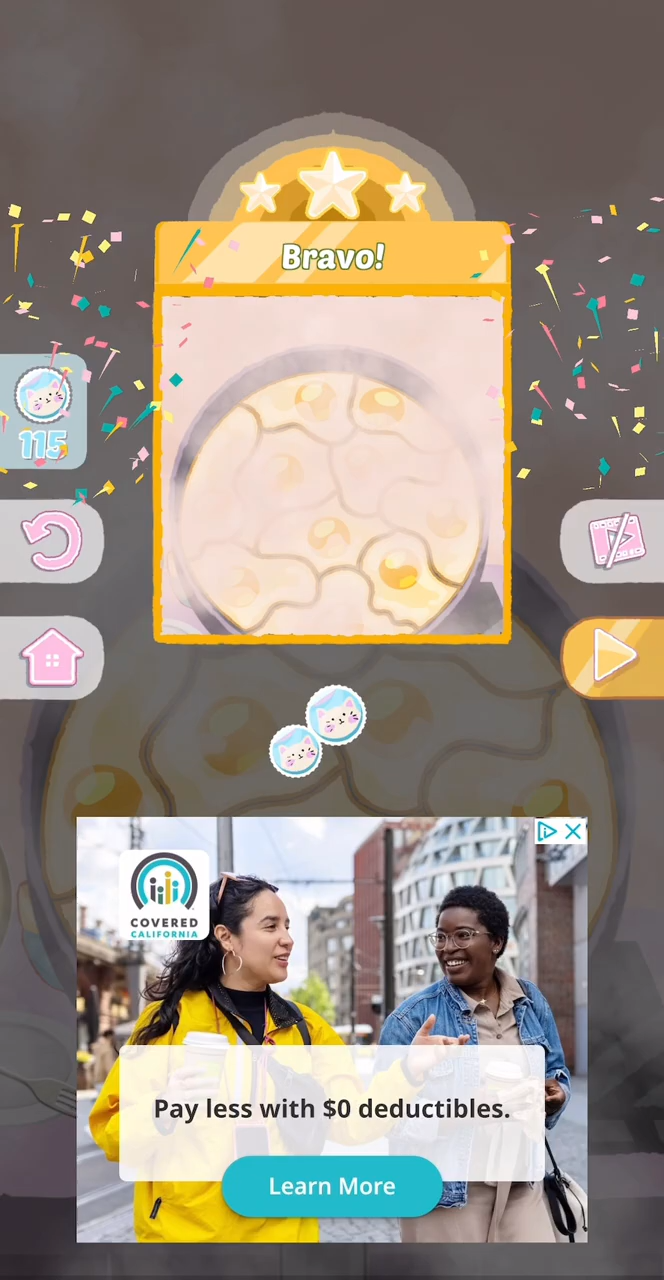 Bravo!
115
COVERED
CALIFORNIA
Pay less with $0 deductibles.
Learn More